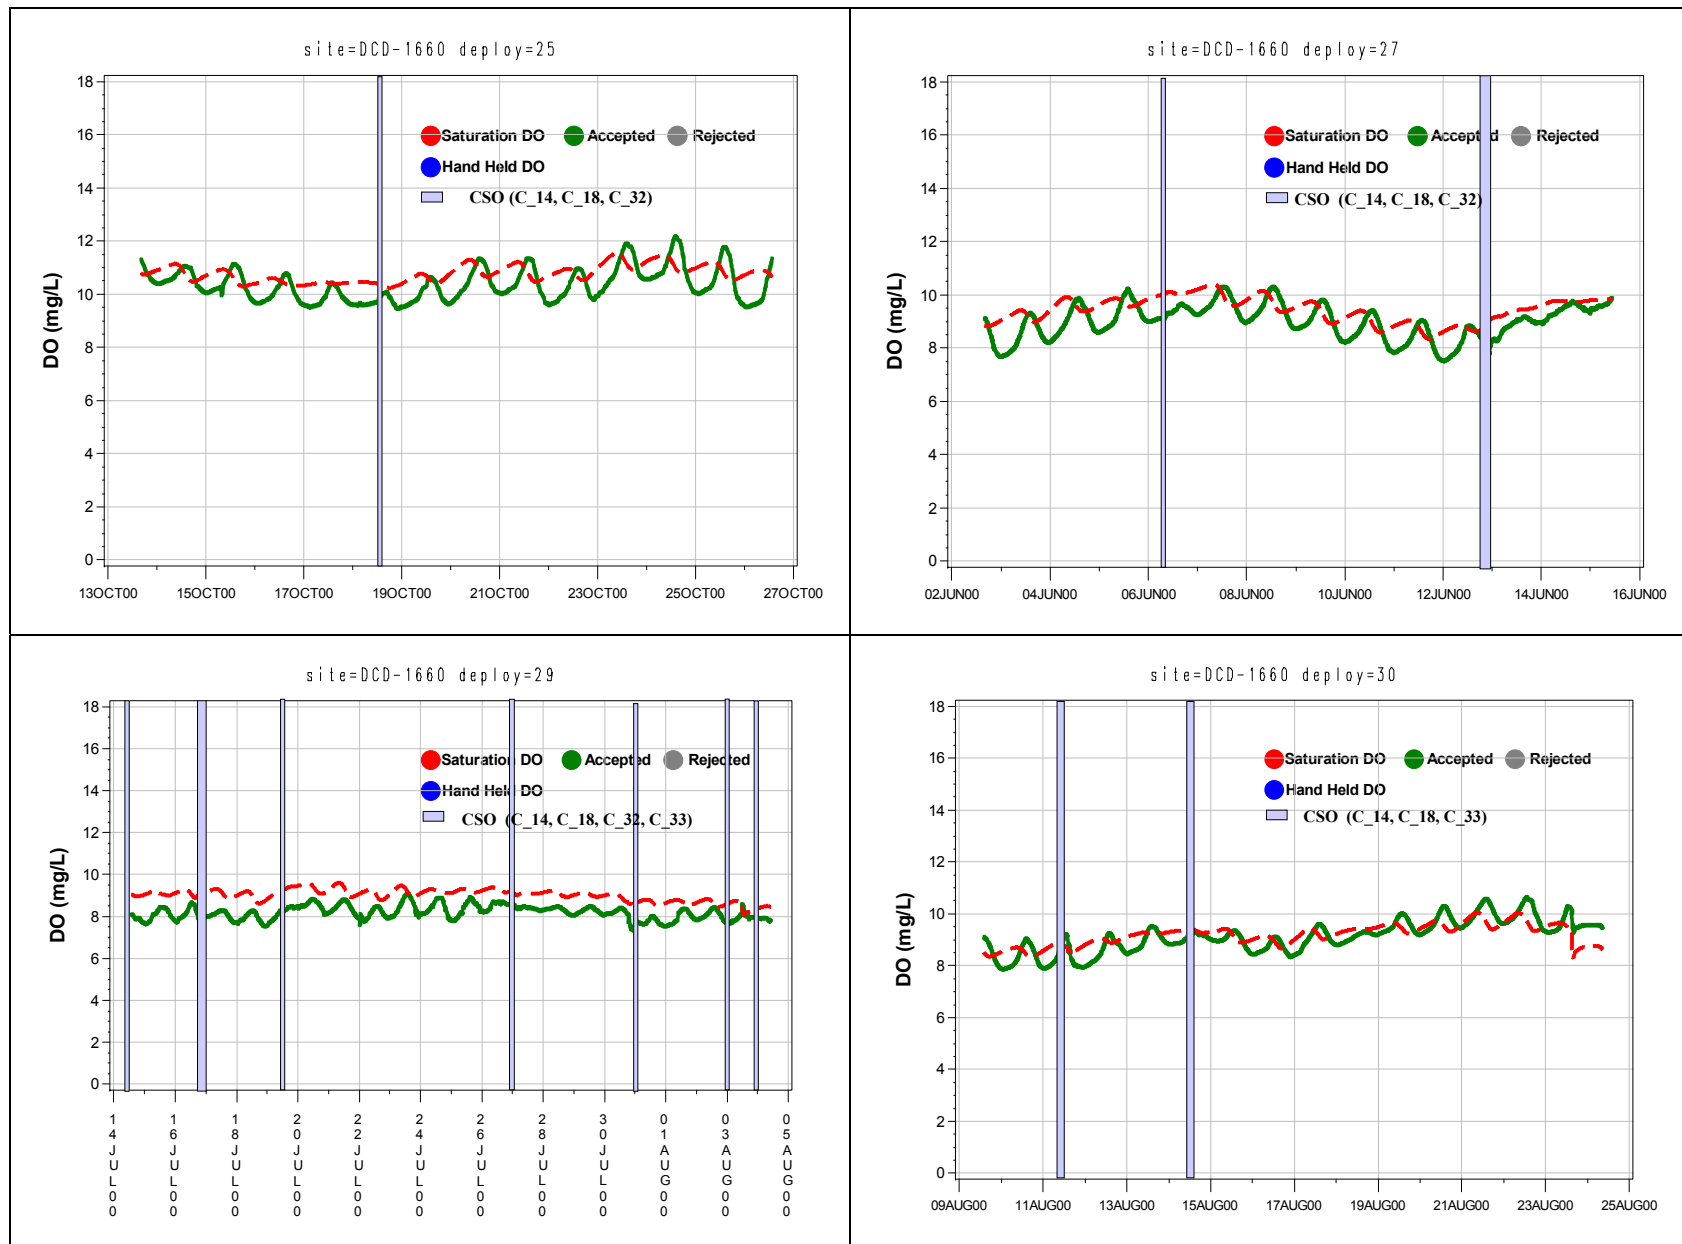 site=DCD-1660 deploy=25
18
16
14
12
10
8
6
4
2
0
DO (mg/L)
Saturation DO Accepted Rejected
Hand Held DO
CSO (C_14, C_18, C_32)
13OCT00 15OCT00 17OCT00 19OCT00 21OCT00 23OCT00 25OCT00 27OCT00
site=DCD-1660 deploy=27
18
16
14
12
10
8
6
4
2
0
DO (mg/L)
Saturation DO Accepted Rejected
Hand Held DO
CSO (C_14, C_18, C_32)
02JUN00 04JUN00 06JUN00 08JUN00 10JUN00 12JUN00 14JUN00 16JUN00
site=DCD-1660 deploy=29
18
16
14
12
10
8
6
4
2
0
DO (mg/L)
Saturation DO Accepted Rejected
Hand Held DO
CSO (C_14, C_18, C_32, C_33)
14JUL00 16JUL00 18JUL00 20JUL00 22JUL00 24JUL00 26JUL00 28JUL00 30JUL00 01AUG00 03AUG00 05AUG00
site=DCD-1660 deploy=30
18
16
14
12
10
8
6
4
2
0
DO (mg/L)
Saturation DO Accepted Rejected
Hand Held DO
CSO (C_14, C_18, C_33)
09AUG00 11AUG00 13AUG00 15AUG00 17AUG00 19AUG00 21AUG00 23AUG00 25AUG00